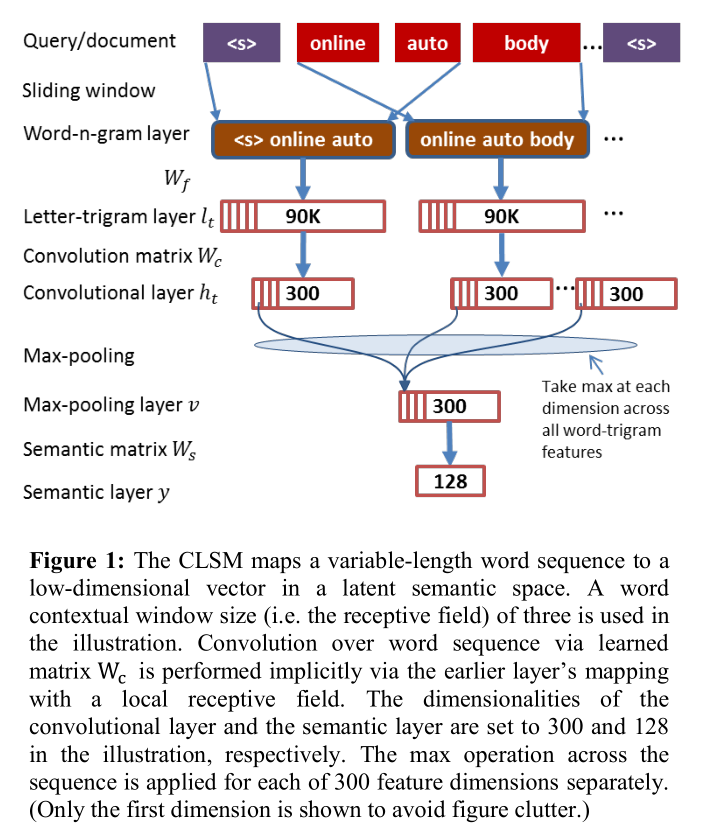 Query/document <s> online auto body ... <s>
Sliding window
Word-n-gram layer <s> online auto online auto body ...
W_f
Letter-trigram layer l_t 90K 90K ...
Convolution matrix W_c
Convolutional layer h_t 300 300 ... 300
Max-pooling
Take max at each
dimension across
all word-trigram
features
Max-pooling layer v 300
Semantic matrix W_s
Semantic layer y 128
Figure 1: The CLSM maps a variable-length word sequence to a
low-dimensional vector in a latent semantic space. A word
contextual window size (i.e. the receptive field) of three is used in
the illustration. Convolution over word sequence via learned
matrix W_c is performed implicitly via the earlier layer's mapping
with a local receptive field. The dimensionalities of the
convolutional layer and the semantic layer are set to 300 and 128
in the illustration, respectively. The max operation across the
sequence is applied for each of 300 feature dimensions separately.
(Only the first dimension is shown to avoid figure clutter.)